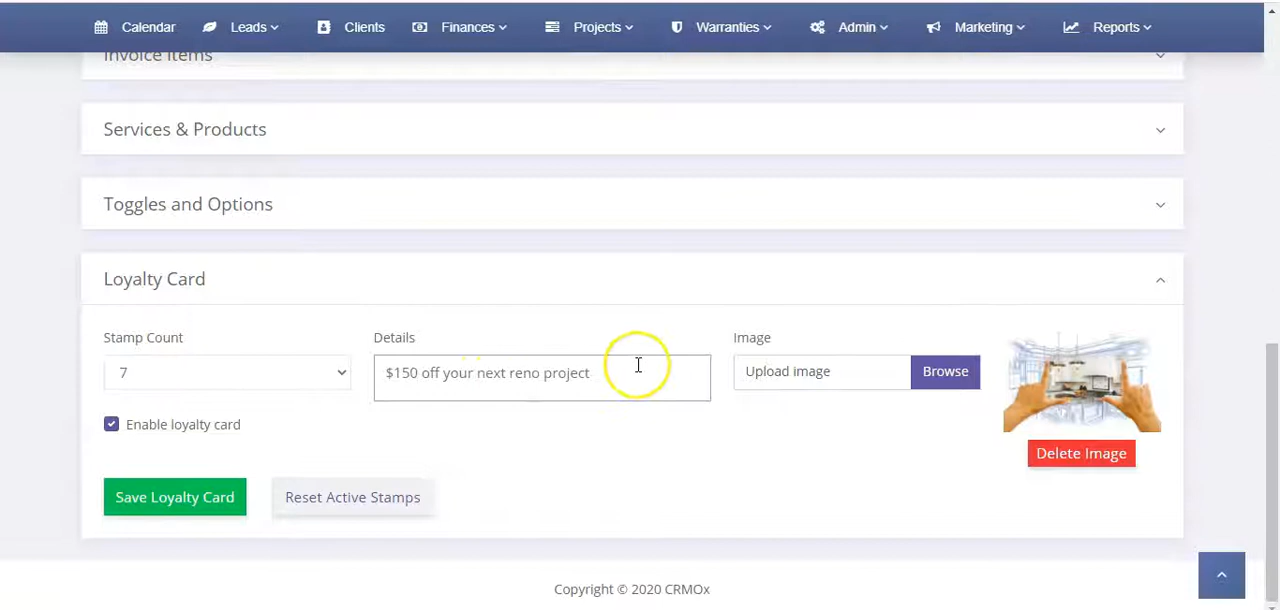 Calendar Leads Clients Finances Projects Warranties Admin Marketing Reports
Invoice Items
Services & Products
Toggles and Options
Loyalty Card
Stamp Count Details Image
7 $150 off your next reno project Upload image Browse
Enable loyalty card
Delete Image
Save Loyalty Card Reset Active Stamps
Copyright © 2020 CRMOx